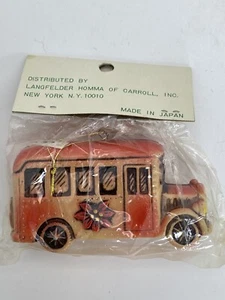 DISTRIBUTED BY
LANGFELDER HOMMA OF CARROLL, INC.
NEW YORK N.Y. 10010
MADE IN JAPAN